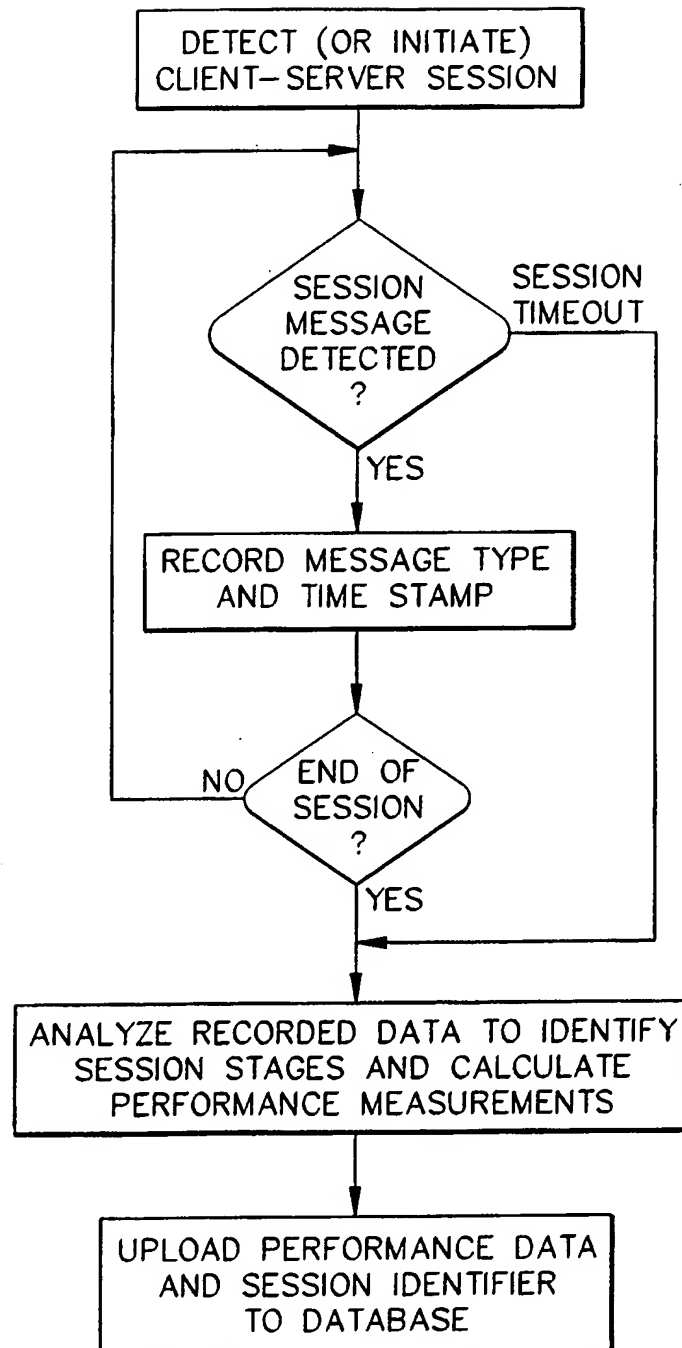 DETECT (OR INITIATE)
CLIENT-SERVER SESSION
SESSION
MESSAGE
DETECTED
?
SESSION
TIMEOUT
YES
RECORD MESSAGE TYPE
AND TIME STAMP
NO
END OF
SESSION
?
YES
ANALYZE RECORDED DATA TO IDENTIFY
SESSION STAGES AND CALCULATE
PERFORMANCE MEASUREMENTS
UPLOAD PERFORMANCE DATA
AND SESSION IDENTIFIER
TO DATABASE